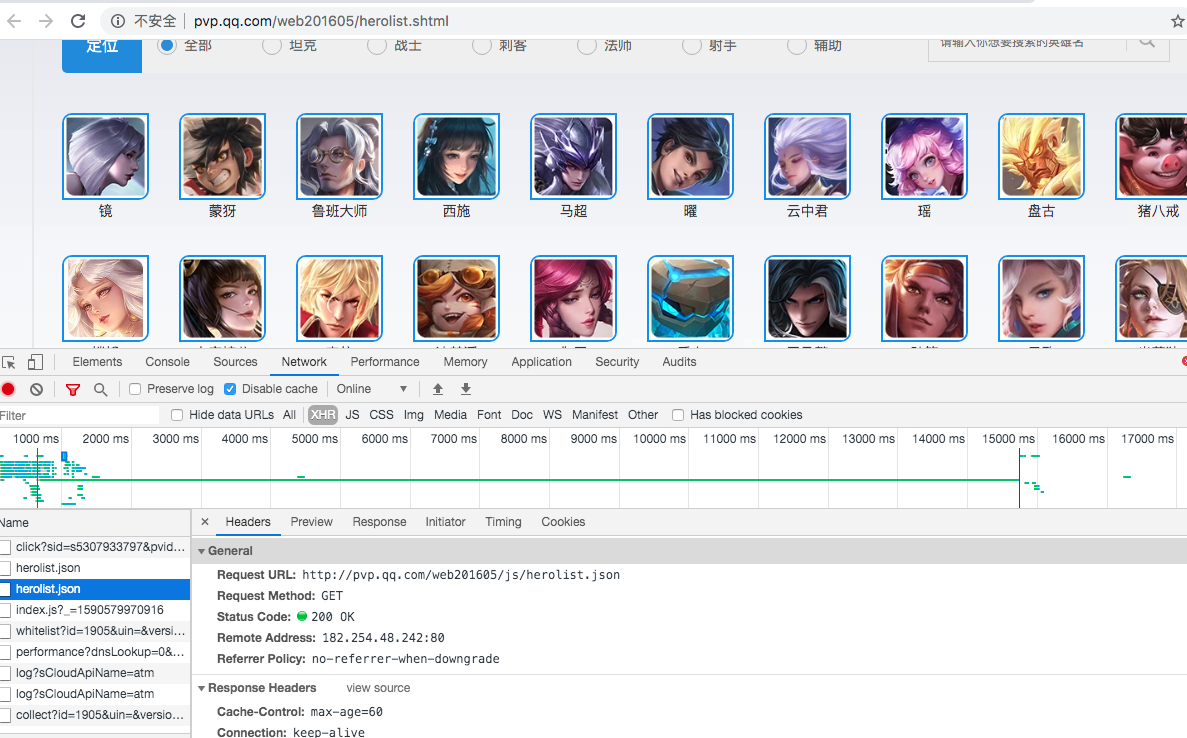 不安全 pvp.qq.com/web201605/herolist.shtml
定位 全部 坦克 战士 刺客 法师 射手 辅助 请输入你想要搜索的英雄名
镜 蒙犽 鲁班大师 西施 马超 曜 云中君 瑶 盘古 猪八戒
Elements Console Sources Network Performance Memory Application Security Audits
Preserve log Disable cache Online
Filter Hide data URLs All XHR JS CSS Img Media Font Doc WS Manifest Other Has blocked cookies
1000 ms 2000 ms 3000 ms 4000 ms 5000 ms 6000 ms 7000 ms 8000 ms 9000 ms 10000 ms 11000 ms 12000 ms 13000 ms 14000 ms 15000 ms 16000 ms 17000 ms
Name × Headers Preview Response Initiator Timing Cookies
click?sid=s5307933797&pvid...
herolist.json
herolist.json
index.js?_=1590579970916
whitelist?id=1905&uin=&versi...
performance?dnsLookup=0&...
log?sCloudApiName=atm
log?sCloudApiName=atm
collect?id=1905&uin=&versio...
General
Request URL: http://pvp.qq.com/web201605/js/herolist.json
Request Method: GET
Status Code: 200 OK
Remote Address: 182.254.48.242:80
Referrer Policy: no-referrer-when-downgrade
Response Headers view source
Cache-Control: max-age=60
Connection: keep-alive